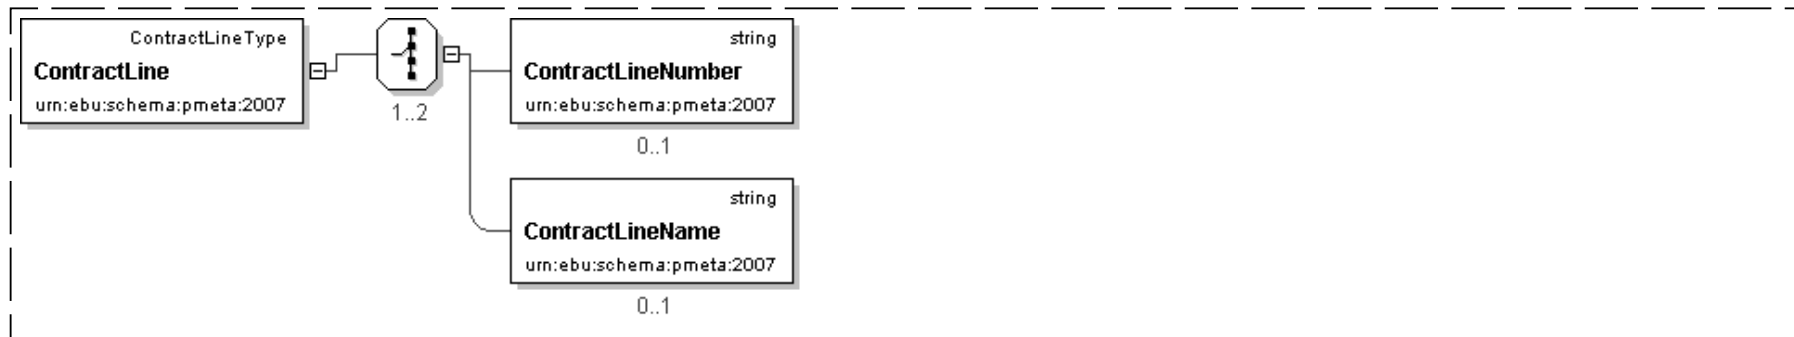 ContractLineType
ContractLine
urn:ebu:schema:pmeta:2007
1..2
string
ContractLineNumber
urn:ebu:schema:pmeta:2007
0..1
string
ContractLineName
urn:ebu:schema:pmeta:2007
0..1